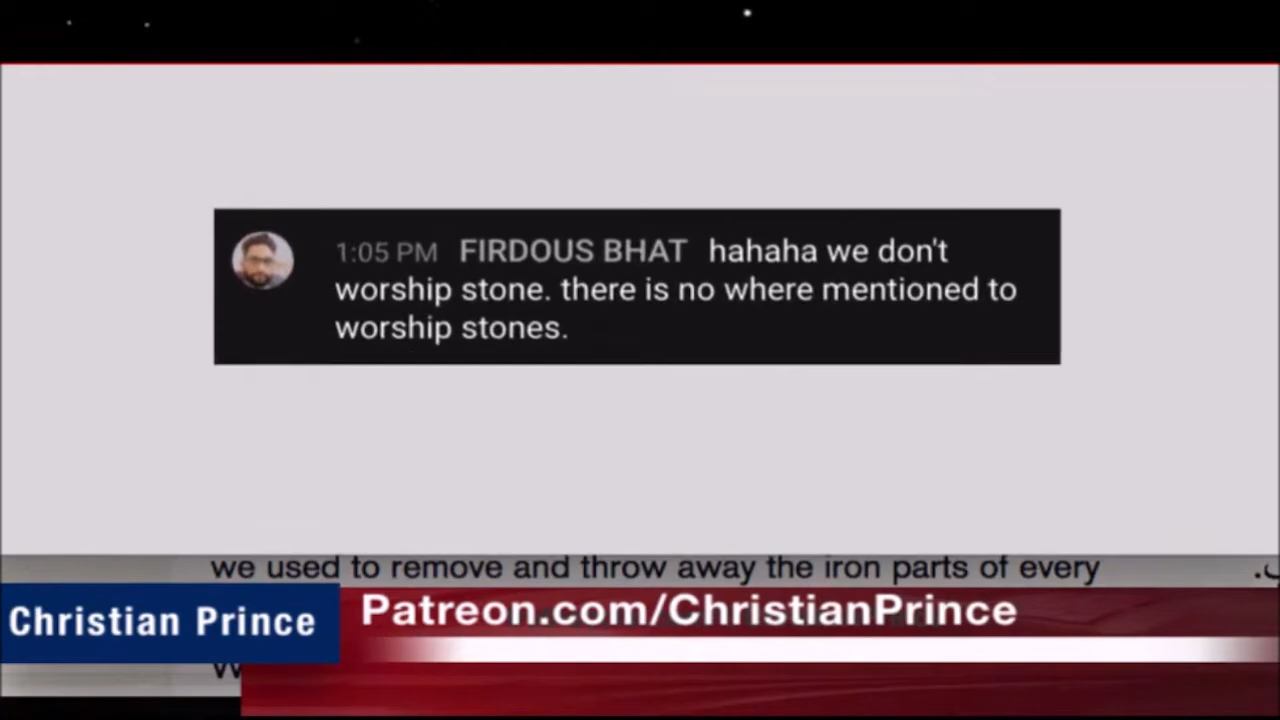 1:05 PM FIRDOUS BHAT hahaha we don't
worship stone. there is no where mentioned to
worship stones.
we used to remove and throw away the iron parts of every
Christian Prince
Patreon.com/ChristianPrince